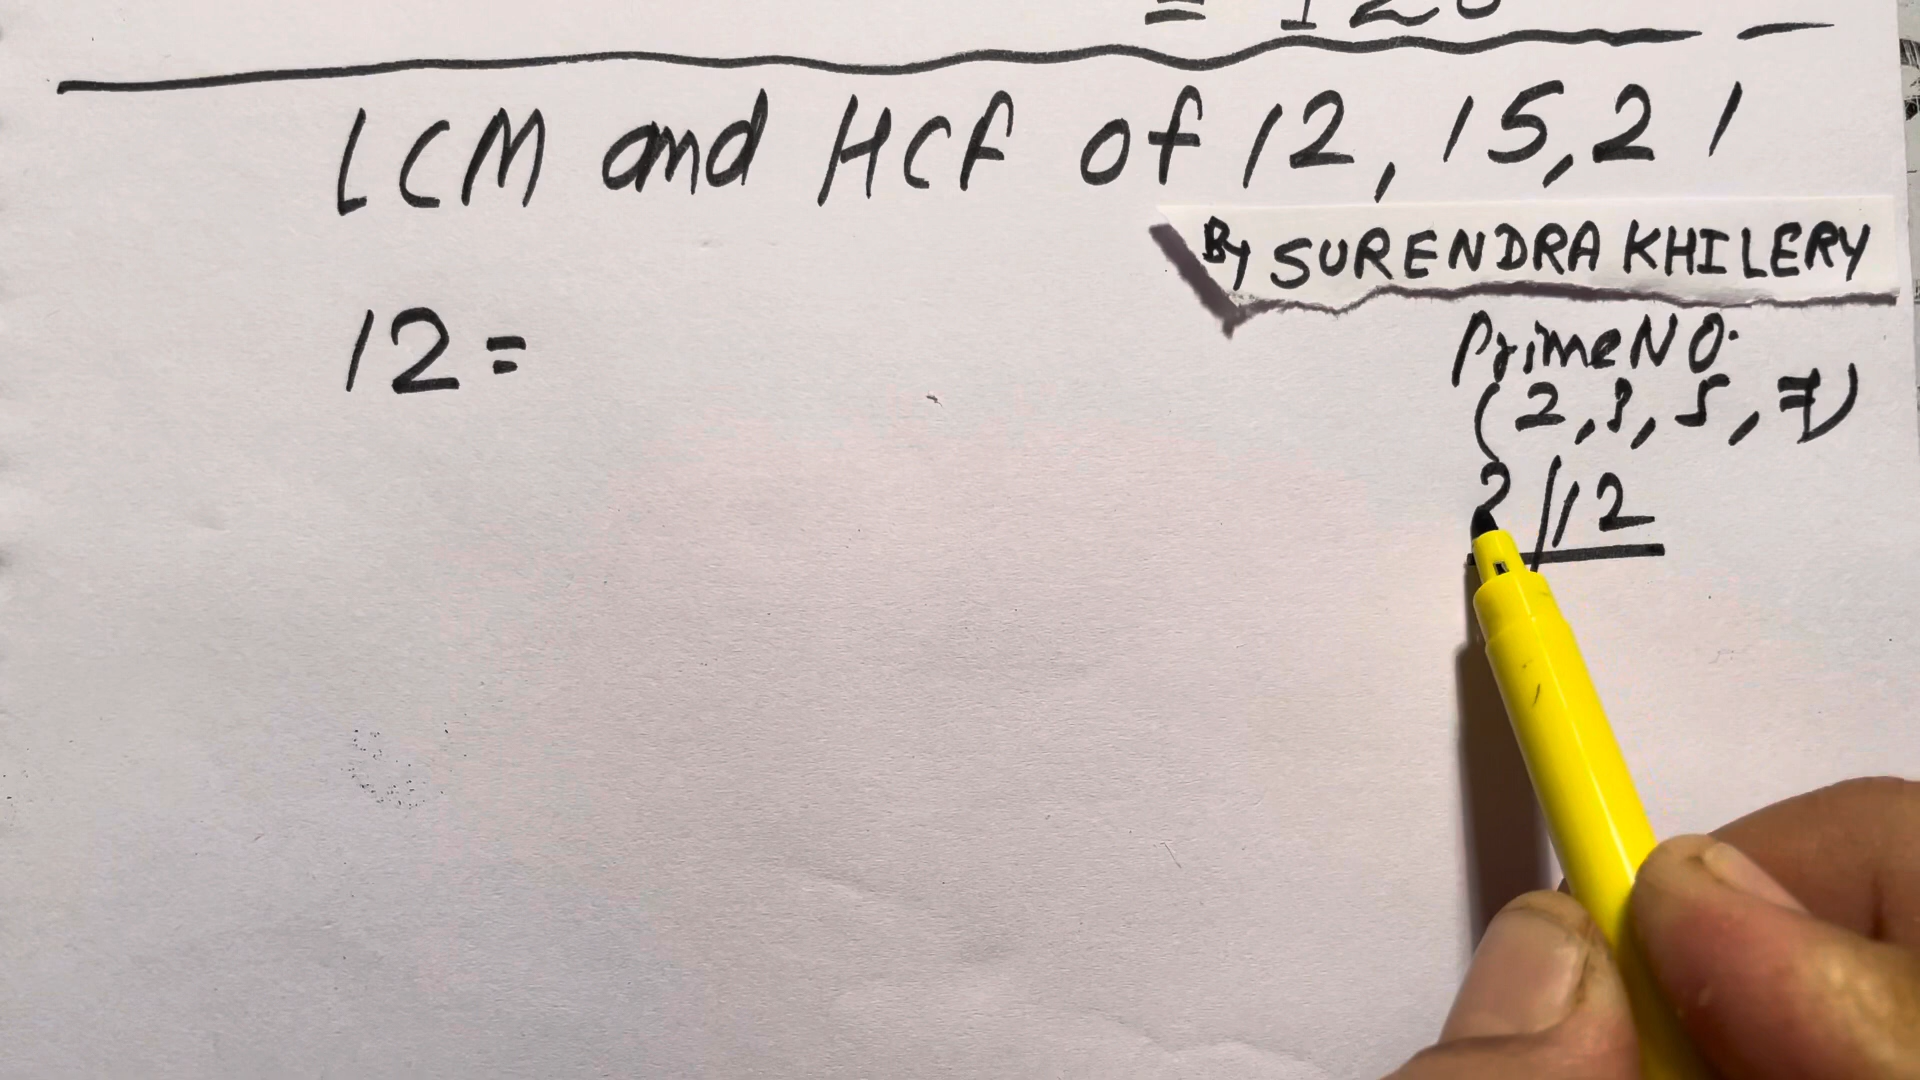 LCM and HCF of 12, 15, 21
By SURENDRA KHILERY
12 =
Prime NO.
(2, 3, 5, 7)
2 | 12